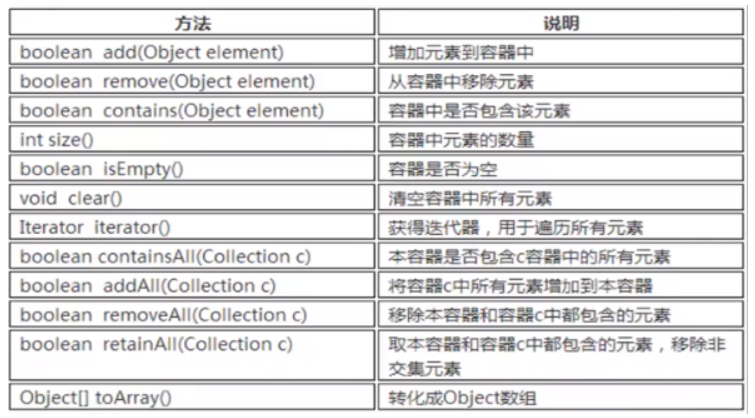 方法 说明
boolean add(Object element) 增加元素到容器中
boolean remove(Object element) 从容器中移除元素
boolean contains(Object element) 容器中是否包含该元素
int size() 容器中元素的数量
boolean isEmpty() 容器是否为空
void clear() 清空容器中所有元素
Iterator iterator() 获得迭代器，用于遍历所有元素
boolean containsAll(Collection c) 本容器是否包含c容器中的所有元素
boolean addAll(Collection c) 将容器c中所有元素增加到本容器
boolean removeAll(Collection c) 移除本容器和容器c中都包含的元素
boolean retainAll(Collection c) 取本容器和容器c中都包含的元素，移除非
交集元素
Object[] toArray() 转化成Object数组